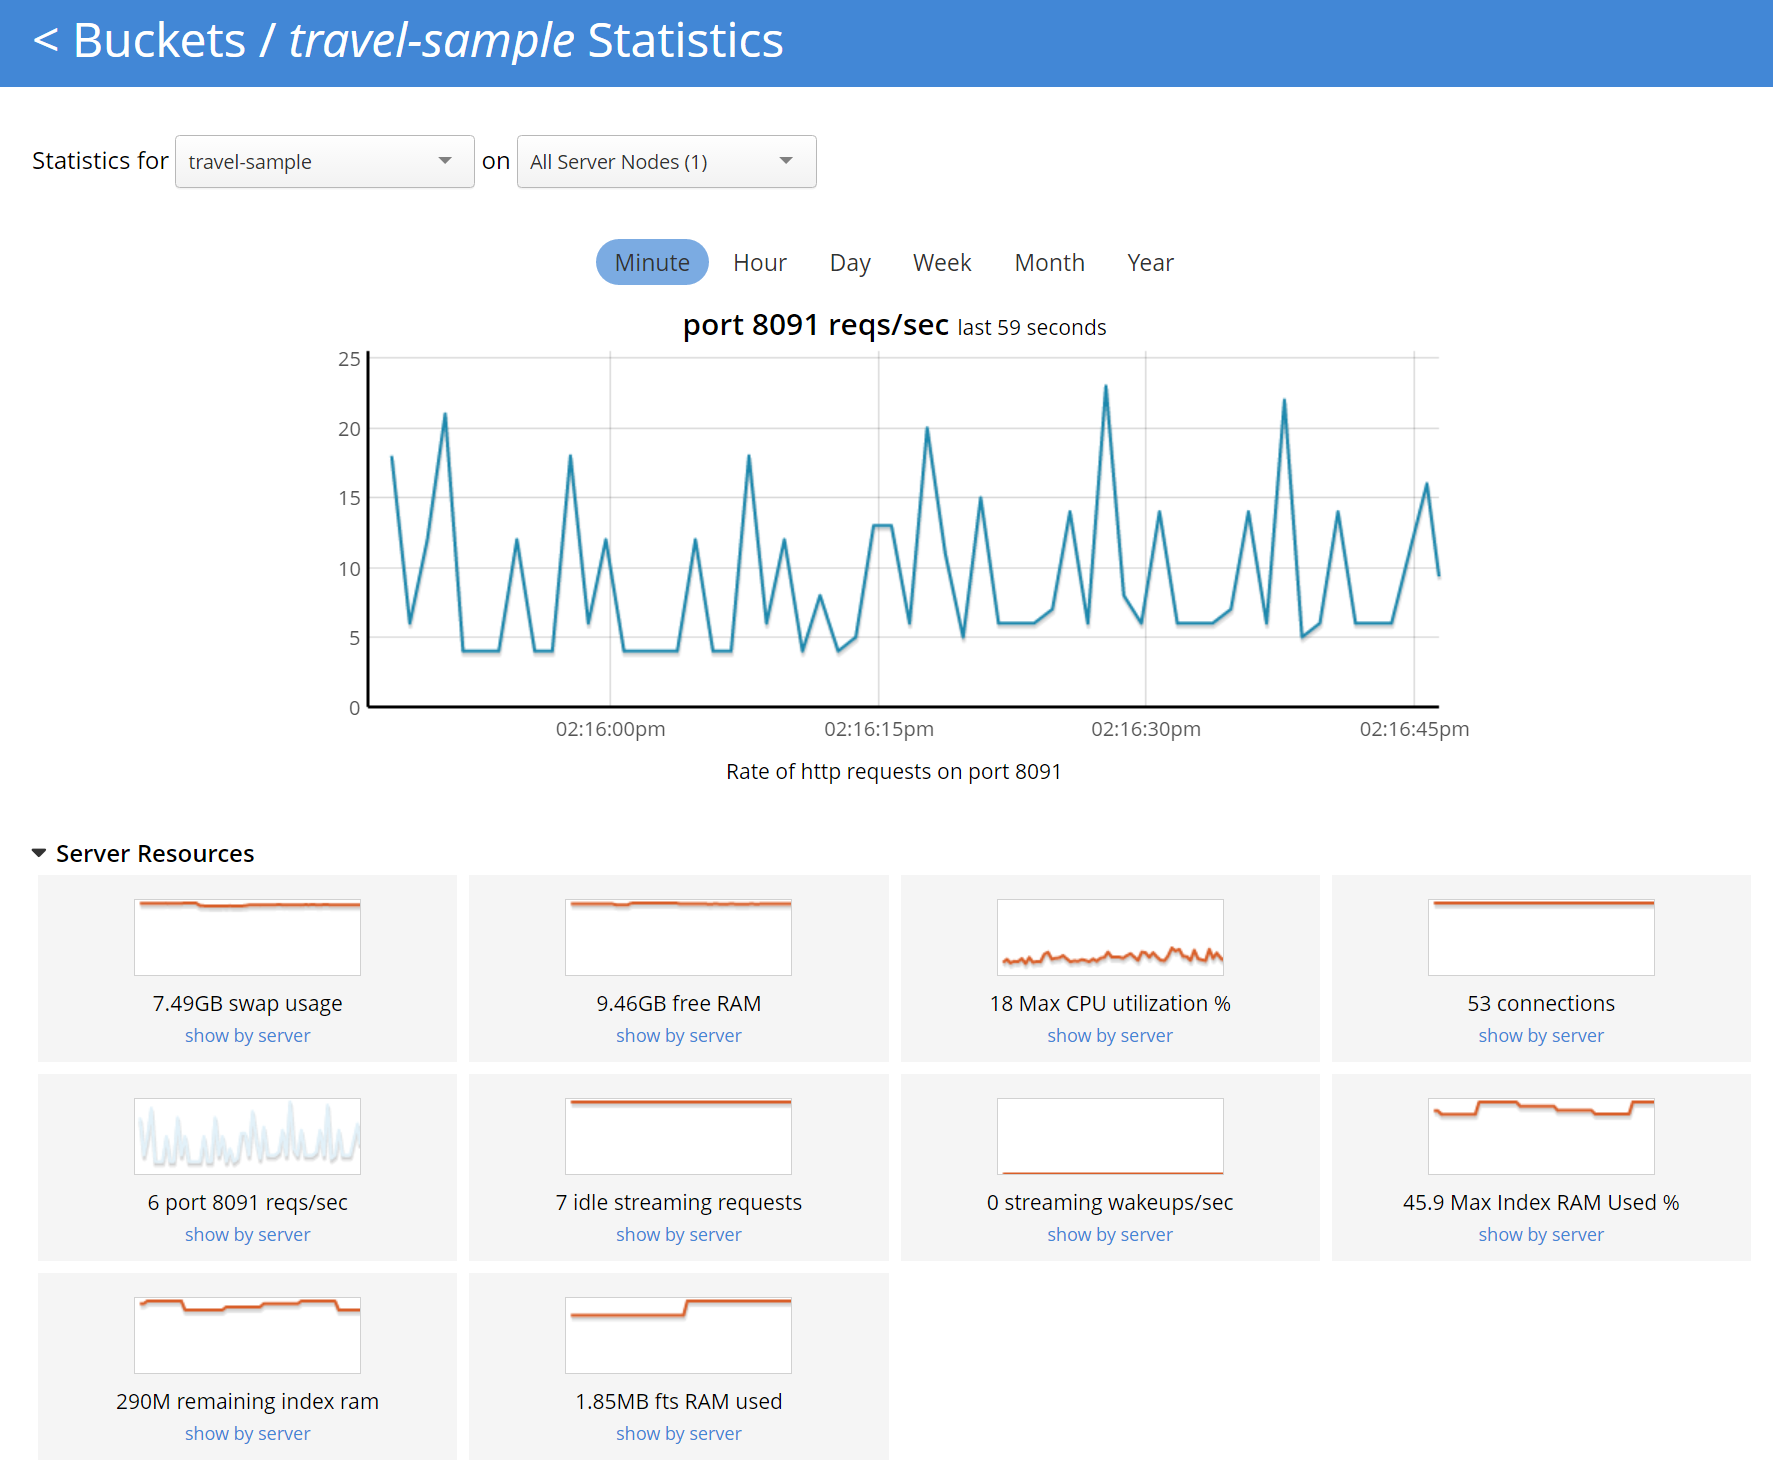 < Buckets / travel-sample Statistics
Statistics for travel-sample on All Server Nodes (1)
Minute Hour Day Week Month Year
port 8091 reqs/sec last 59 seconds
25
20
15
10
5
0
02:16:00pm 02:16:15pm 02:16:30pm 02:16:45pm
Rate of http requests on port 8091
Server Resources
7.49GB swap usage 9.46GB free RAM 18 Max CPU utilization % 53 connections
show by server show by server show by server show by server
6 port 8091 reqs/sec 7 idle streaming requests 0 streaming wakeups/sec 45.9 Max Index RAM Used %
show by server show by server show by server show by server
290M remaining index ram 1.85MB fts RAM used
show by server show by server